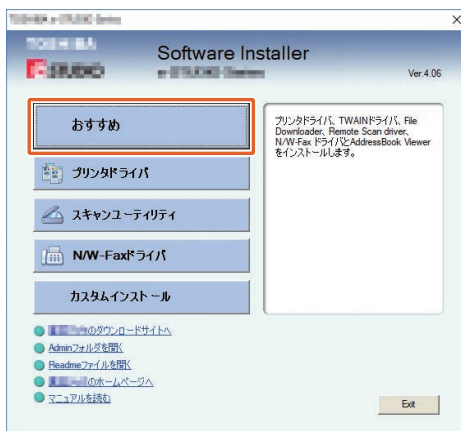 Software Installer
Ver.4.06
おすすめ
プリンタドライバ
スキャンユーティリティ
N/W-Faxドライバ
カスタムインストール
プリンタドライバ、TWAINドライバ、File
Downloader、Remote Scan driver、
N/W-Fax ドライバとAddressBook Viewer
をインストールします。
のダウンロードサイトへ
Adminフォルダを開く
Readmeファイルを開く
のホームページへ
マニュアルを読む
Exit